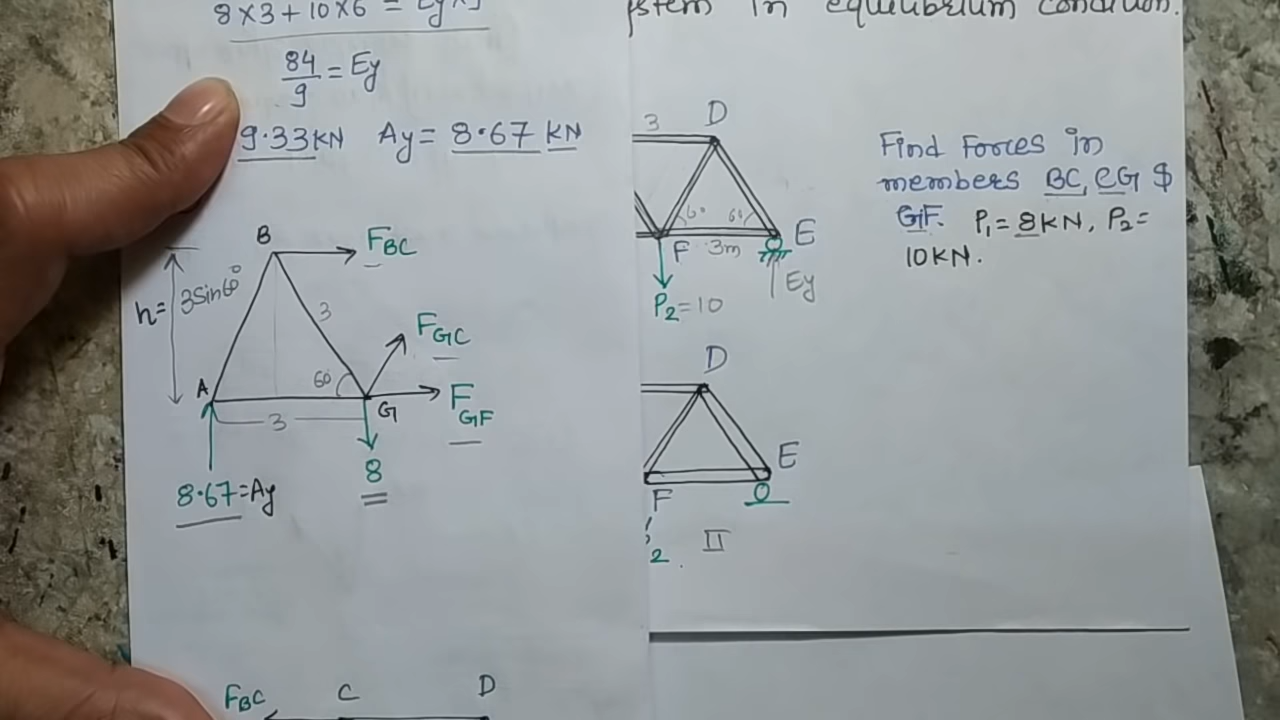 8×3+10×6 = Ey×9
84/9 = Ey
9.33KN Ay = 8.67 KN
B
FBC
h=
3Sin60°
3
FGC
A
60°
G
FGF
3
8
8.67=Ay
FBC
C
D
ystem in equilibrium condition.
3
D
60
60
F
3m
E
P2=10
Ey
D
E
F
2
II
Find Forces in
members BC, CG $
GF. P1=8KN, P2=
10KN.